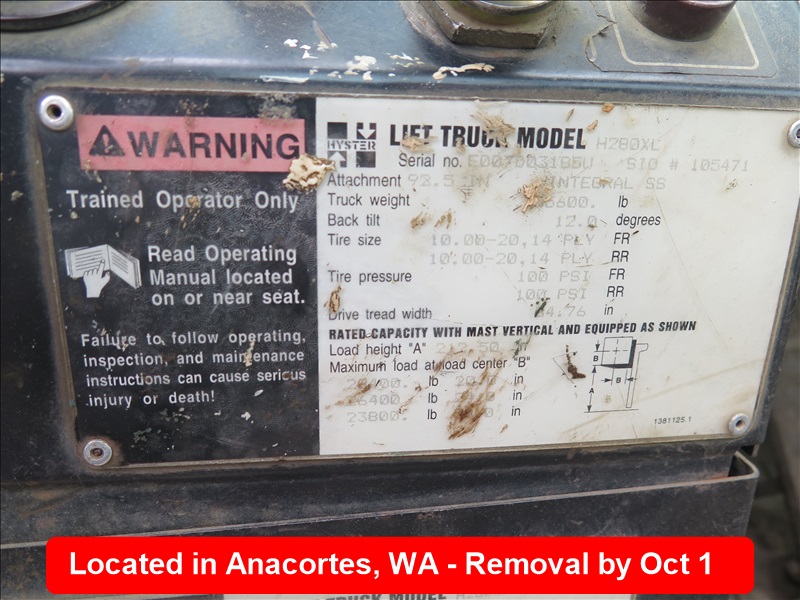 WARNING
Trained Operator Only
Read Operating
Manual located
on or near seat.
Failure to follow operating,
inspection, and maintenance
instructions can cause serious
injury or death!
HYSTER
LIFT TRUCK MODEL H280XL
Serial no. SIO # 105471
Attachment INTEGRAL SS
Truck weight lb
Back tilt 12.0 degrees
Tire size 10.00-20,14 PLY FR
10.00-20,14 PLY RR
Tire pressure 100 PSI FR
100 PSI RR
Drive tread width in
RATED CAPACITY WITH MAST VERTICAL AND EQUIPPED AS SHOWN
Load height "A" in
Maximum load at load center "B"
lb in
lb in
23800. lb in
B
B
A
1381125.1
Located in Anacortes, WA - Removal by Oct 1
TRUCK MODEL